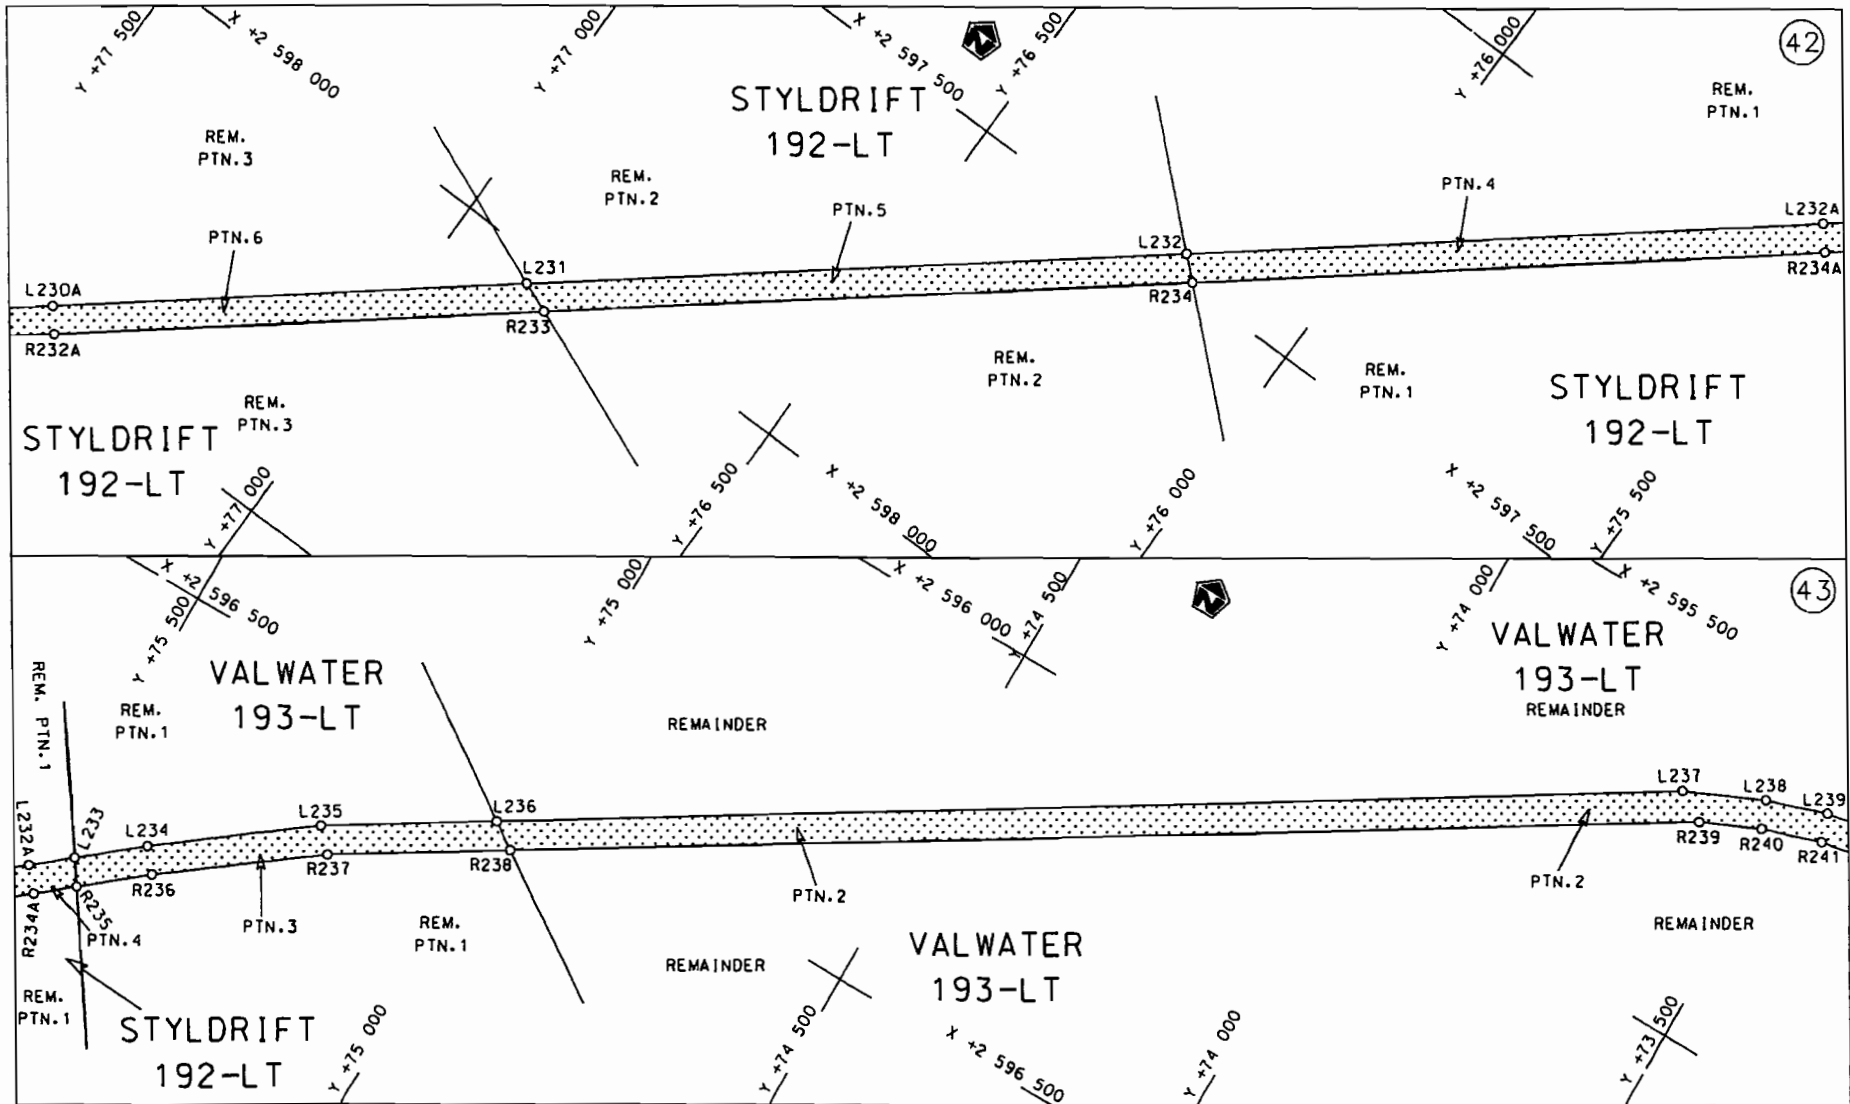 Y +77 500
X +2 598 000
Y +77 000
X +2 597 500
Y +76 500
Y +76 000
42
STYLDRIFT
192-LT
REM.
PTN.1
REM.
PTN.3
REM.
PTN.2
PTN.6
PTN.5
PTN.4
L230A
L231
L232
L232A
R232A
R233
R234
R234A
REM.
PTN.3
STYLDRIFT
192-LT
REM.
PTN.2
REM.
PTN.1
STYLDRIFT
192-LT
Y +77 000
Y +76 500
X +2 598 000
Y +76 000
X +2 597 500
Y +75 500
X +2 596 500
Y +75 500
Y +75 000
X +2 596 000
Y +74 500
N
Y +74 000
X +2 595 500
43
REM. PTN.1
REM.
PTN.1
VALWATER
193-LT
REMAINDER
VALWATER
193-LT
REMAINDER
L232A
L233
L234
L235
L236
L237
L238
L239
R234A
R235
R236
R237
R238
R239
R240
R241
PTN.4
PTN.3
REM.
PTN.1
PTN.2
PTN.2
REMAINDER
VALWATER
193-LT
REMAINDER
REM.
PTN.1
STYLDRIFT
192-LT
Y +75 000
Y +74 500
X +2 596 500
Y +74 000
Y +73 500